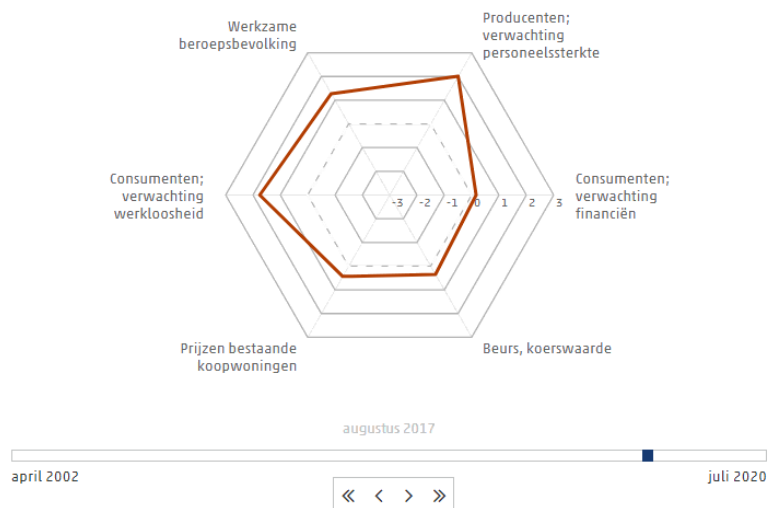 Werkzame
beroepsbevolking
Producenten;
verwachting
personeelssterkte
Consumenten;
verwachting
werkloosheid
-3 -2 -1 0 1 2 3
Consumenten;
verwachting
financiën
Prijzen bestaande
koopwoningen
Beurs, koerswaarde
augustus 2017
april 2002
juli 2020